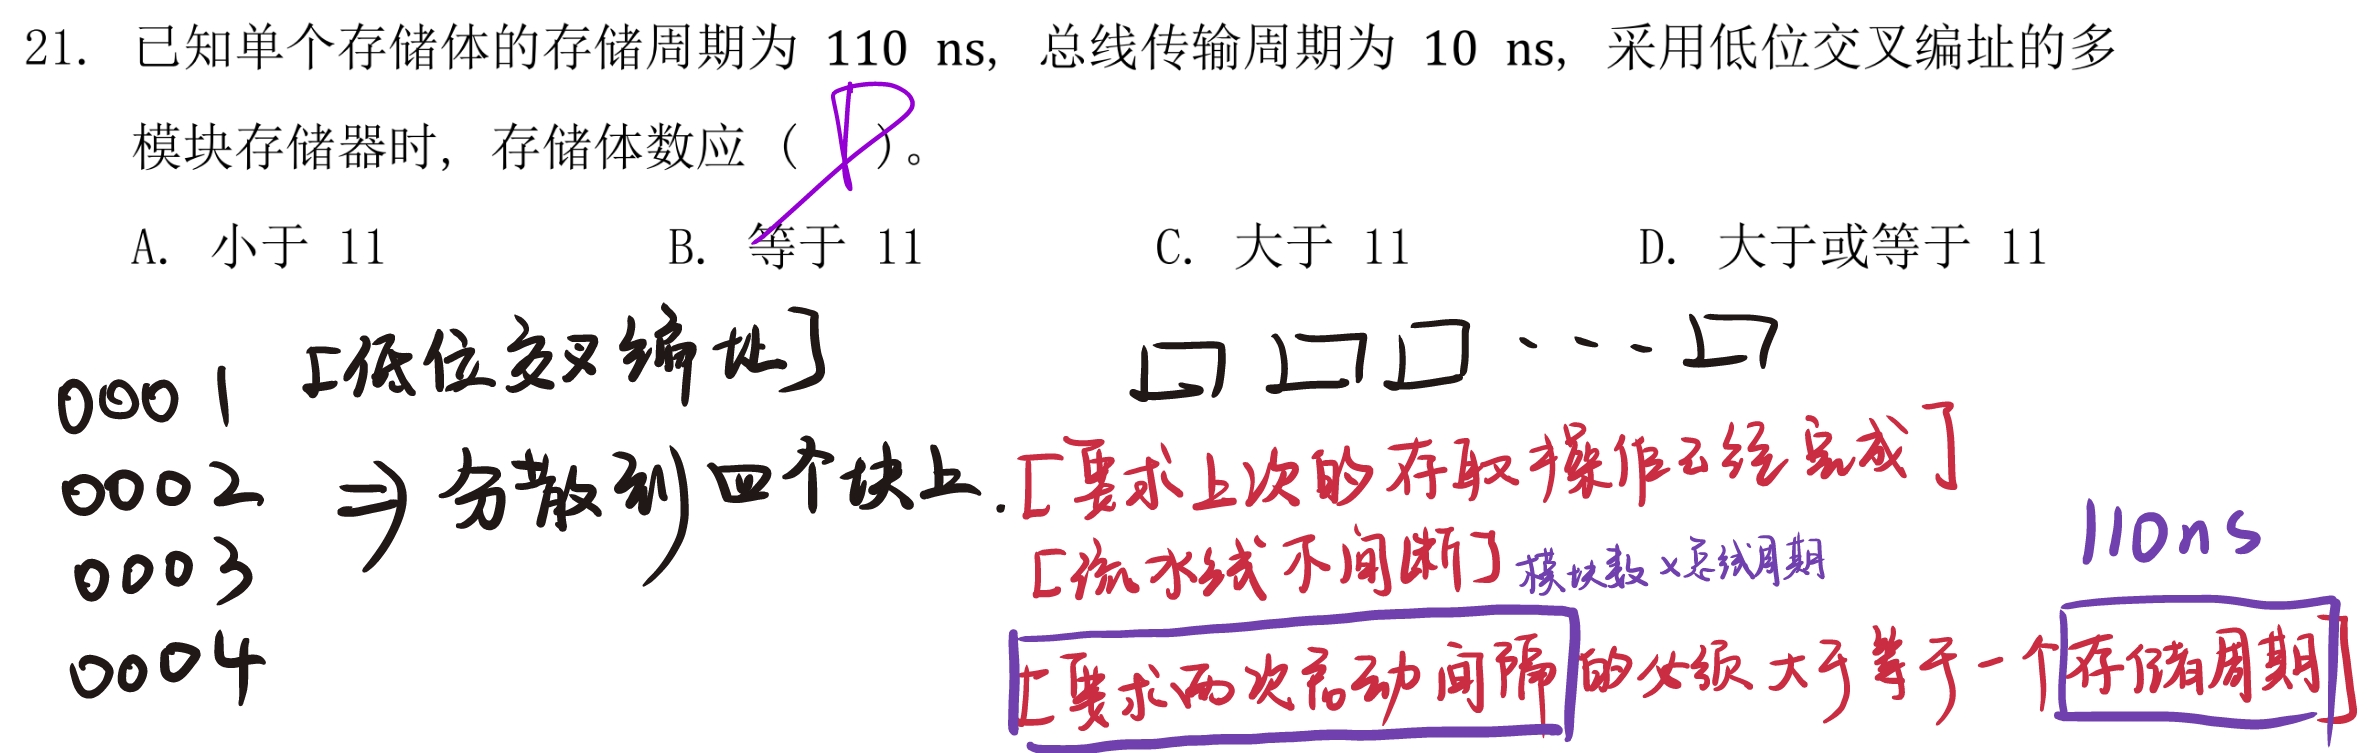 21. 已知单个存储体的存储周期为 110 ns, 总线传输周期为 10 ns, 采用低位交叉编址的多
模块存储器时, 存储体数应 ( D )。
A. 小于 11 B. 等于 11 C. 大于 11 D. 大于或等于 11
[低位交叉编址]
0001
0002 ⇒ 分散到四个块上.
0003
0004
[要求上次的存取操作已经完成]
[流水线不间断] 模块数×总线周期
110ns
[要求两次启动间隔的必须大于等于一个存储周期]